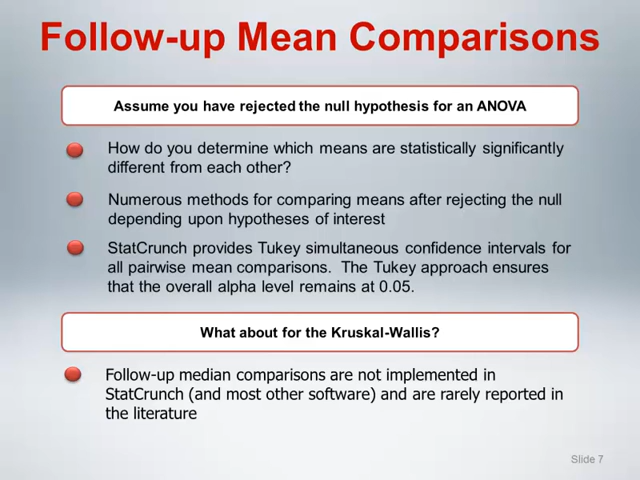 Follow-up Mean Comparisons
Assume you have rejected the null hypothesis for an ANOVA
How do you determine which means are statistically significantly
different from each other?
Numerous methods for comparing means after rejecting the null
depending upon hypotheses of interest
StatCrunch provides Tukey simultaneous confidence intervals for
all pairwise mean comparisons.  The Tukey approach ensures
that the overall alpha level remains at 0.05.
What about for the Kruskal-Wallis?
Follow-up median comparisons are not implemented in
StatCrunch (and most other software) and are rarely reported in
the literature
Slide 7